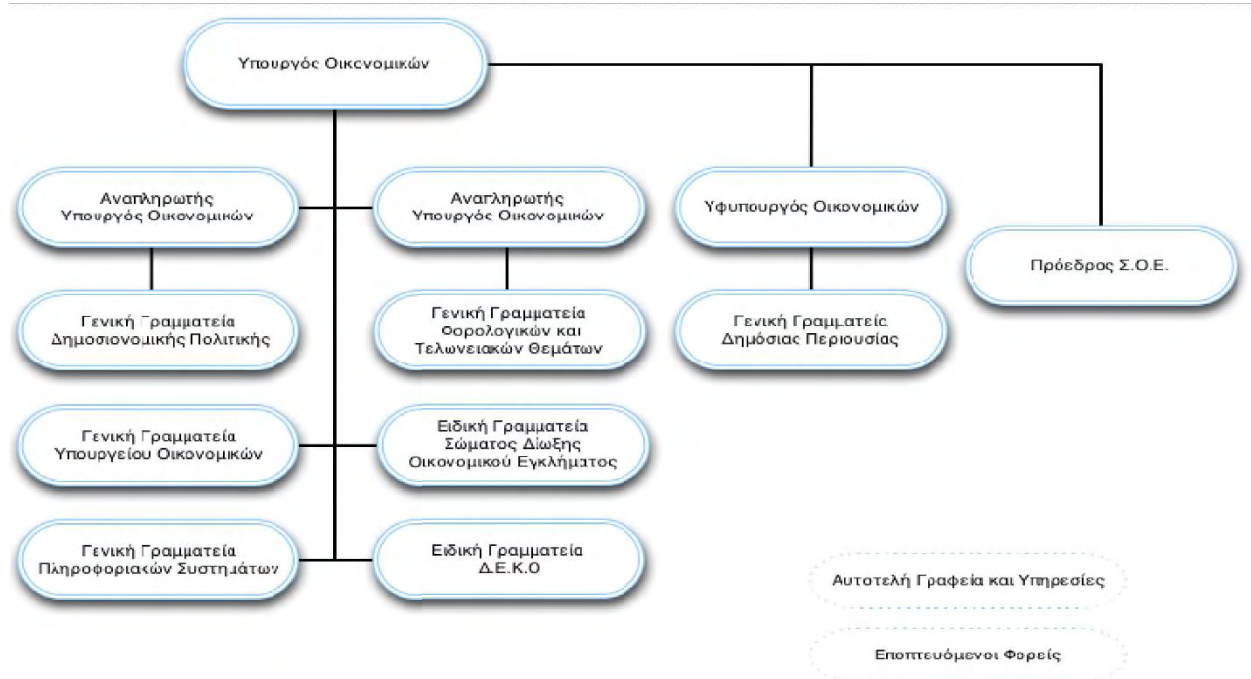 Υπουργός Οικονομικών
Αναπληρωτής
Υπουργός Οικονομικών
Αναπληρωτής
Υπουργός Οικονομικών
Υφυπουργός Οικονομικών
Πρόεδρος Σ.Ο.Ε.
Γενική Γραμματεία
Δημοσιονομικής Πολιτικής
Γενική Γραμματεία
Φορολογικών και
Τελωνειακών Θεμάτων
Γενική Γραμματεία
Δημόσιας Περιουσίας
Γενική Γραμματεία
Υπουργείου Οικονομικών
Ειδική Γραμματεία
Σώματος Δίωξης
Οικονομικού Εγκλήματος
Γενική Γραμματεία
Πληροφοριακών Συστημάτων
Ειδική Γραμματεία
Δ.Ε.Κ.Ο
Αυτοτελή Γραφεία και Υπηρεσίες
Εποπτευόμενοι Φορείς